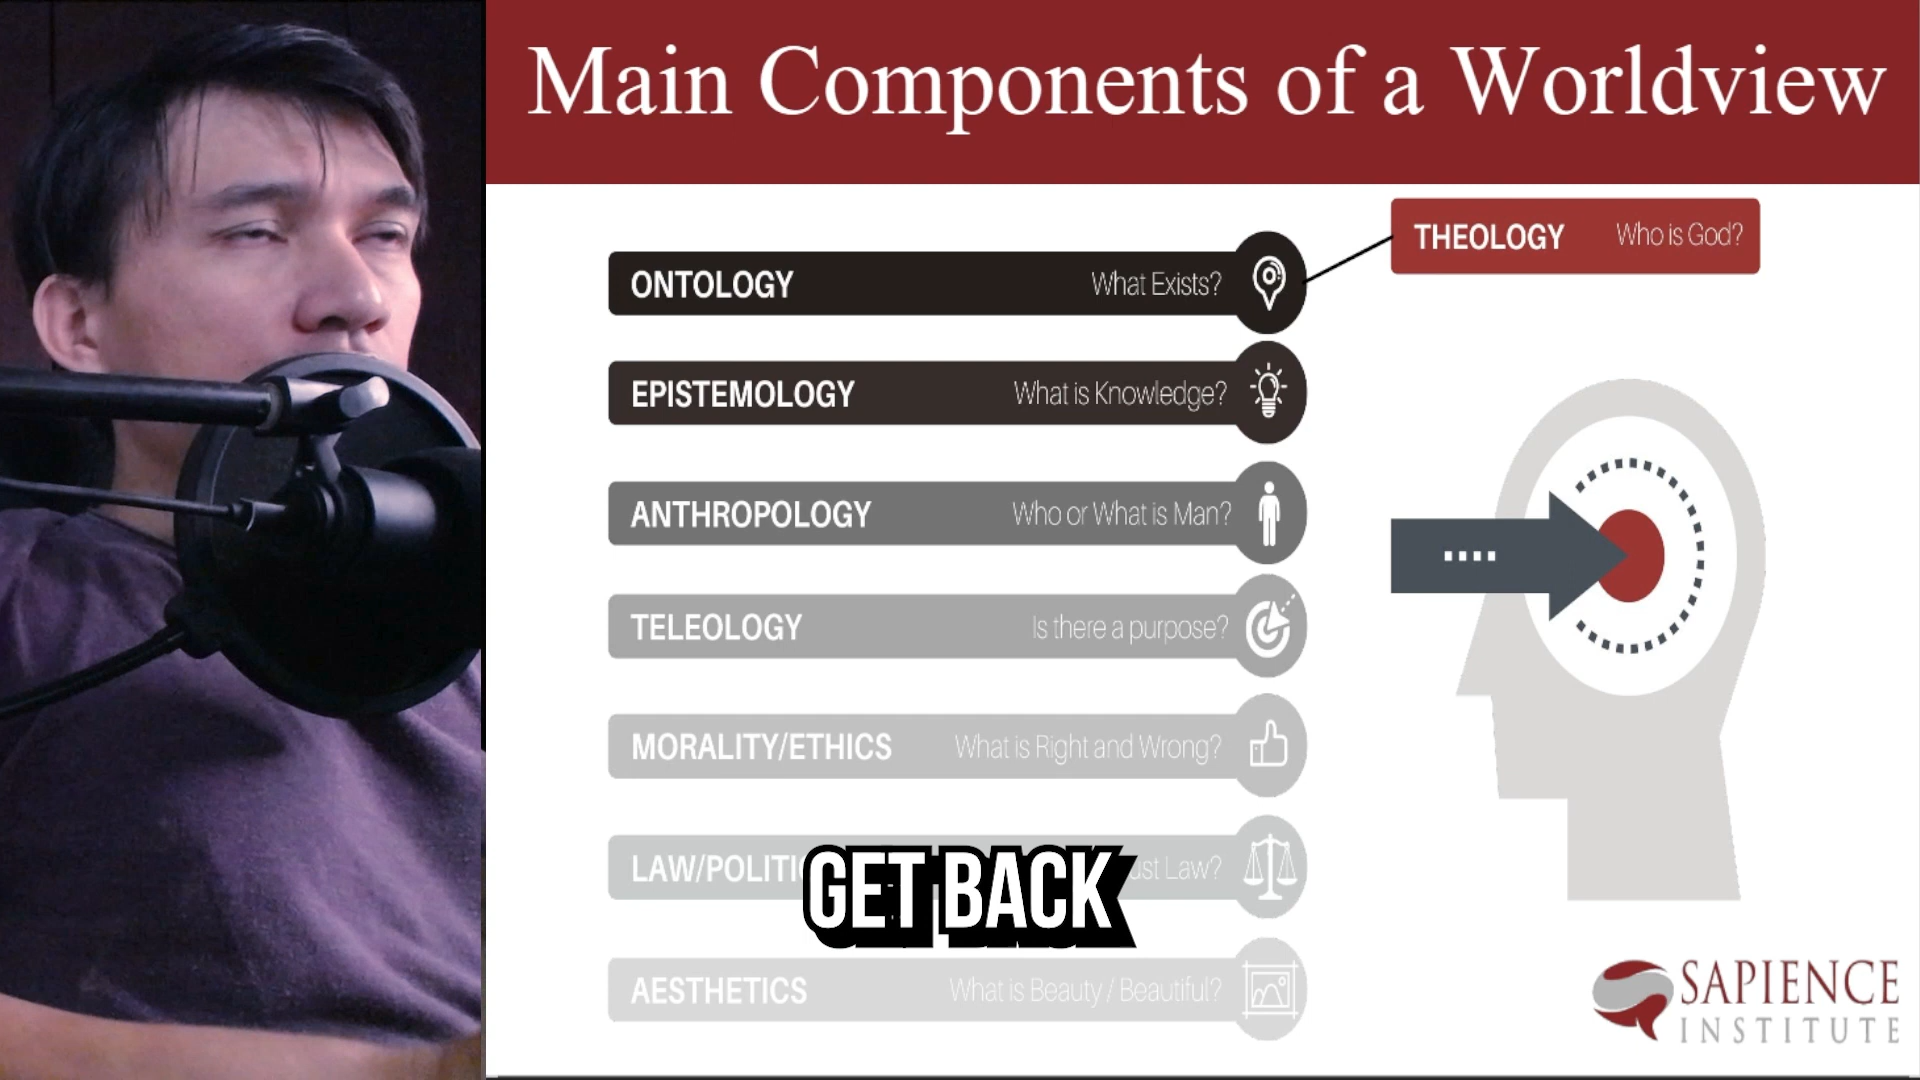 Main Components of a Worldview
THEOLOGY Who is God?
ONTOLOGY What Exists?
EPISTEMOLOGY What is Knowledge?
ANTHROPOLOGY Who or What is Man?
TELEOLOGY Is there a purpose?
MORALITY/ETHICS What is Right and Wrong?
LAW/POLITI Law?
GET BACK
AESTHETICS What is Beauty / Beautiful?
SAPIENCE
INSTITUTE